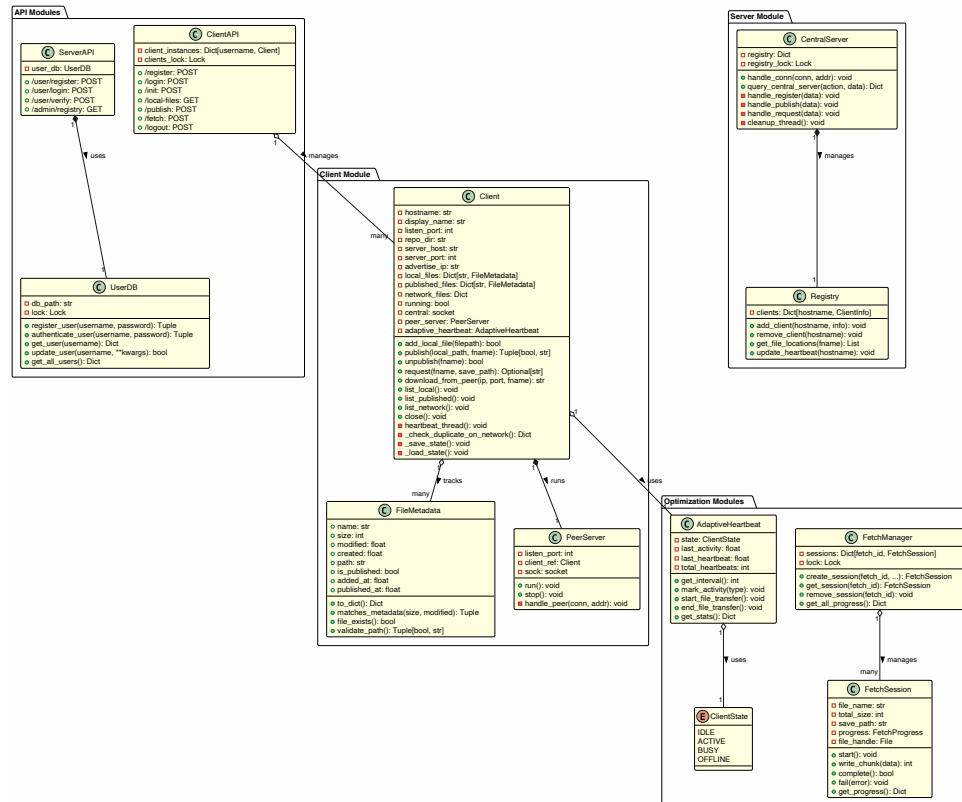 API Modules
C ServerAPI
user_db: UserDB
/user/register: POST
/user/login: POST
/user/verify: POST
/admin/registry: GET
C ClientAPI
client_instances: Dict[username, Client]
clients_lock: Lock
/register: POST
/login: POST
/init: POST
/local-files: GET
/publish: POST
/fetch: POST
/logout: POST
1
uses
1
1
manages
many
C UserDB
db_path: str
lock: Lock
register_user(username, password): Tuple
authenticate_user(username, password): Tuple
get_user(username): Dict
update_user(username, **kwargs): bool
get_all_users(): Dict
Client Module
C Client
hostname: str
display_name: str
listen_port: int
repo_dir: str
server_host: str
server_port: int
advertise_ip: str
local_files: Dict[str, FileMetadata]
published_files: Dict[str, FileMetadata]
network_files: Dict
running: bool
central: socket
peer_server: PeerServer
adaptive_heartbeat: AdaptiveHeartbeat
add_local_file(filepath): bool
publish(local_path, fname): Tuple[bool, str]
unpublish(fname): bool
request(fname, save_path): Optional[str]
download_from_peer(ip, port, fname): str
list_local(): void
list_published(): void
list_network(): void
close(): void
heartbeat_thread(): void
_check_duplicate_on_network(): Dict
_save_state(): void
_load_state(): void
1
tracks
many
1
runs
1
1
uses
1
C FileMetadata
name: str
size: int
modified: float
created: float
path: str
is_published: bool
added_at: float
published_at: float
to_dict(): Dict
matches_metadata(size, modified): Tuple
file_exists(): bool
validate_path(): Tuple[bool, str]
C PeerServer
listen_port: int
client_ref: Client
sock: socket
run(): void
stop(): void
handle_peer(conn, addr): void
Server Module
C CentralServer
registry: Dict
registry_lock: Lock
handle_conn(conn, addr): void
query_central_server(action, data): Dict
handle_register(data): void
handle_publish(data): void
handle_request(data): void
cleanup_thread(): void
1
manages
1
C Registry
clients: Dict[hostname, ClientInfo]
add_client(hostname, info): void
remove_client(hostname): void
get_file_locations(fname): List
update_heartbeat(hostname): void
Optimization Modules
C AdaptiveHeartbeat
state: ClientState
last_activity: float
last_heartbeat: float
total_heartbeats: int
get_interval(): int
mark_activity(type): void
start_file_transfer(): void
end_file_transfer(): void
get_stats(): Dict
1
uses
1
E ClientState
IDLE
ACTIVE
BUSY
OFFLINE
C FetchManager
sessions: Dict[fetch_id, FetchSession]
lock: Lock
create_session(fetch_id, ...): FetchSession
get_session(fetch_id): FetchSession
remove_session(fetch_id): void
get_all_progress(): Dict
1
manages
many
C FetchSession
file_name: str
total_size: int
save_path: str
progress: FetchProgress
file_handle: File
start(): void
write_chunk(data): int
complete(): bool
fail(error): void
get_progress(): Dict